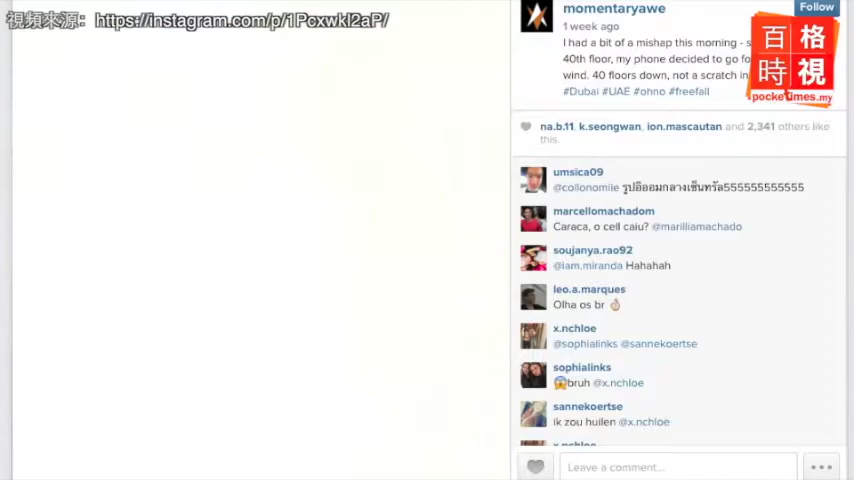 視頻來源: https://instagram.com/p/1Pcxwkl2aP/
momentaryawe
Follow
1 week ago
I had a bit of a mishap this morning - s
40th floor, my phone decided to go fo
wind. 40 floors down, not a scratch in
#Dubai #UAE #ohno #freefall
百格
時視
pocketimes.my
na.b.11, k.seongwan, ion.mascautan and 2,341 others like
this.
umsica09
@collonomiie รูปอีออมกลางเซ็นทรัล555555555555
marcellomachadom
Caraca, o cell caiu? @marilliamachado
soujanya.rao92
@iam.miranda Hahahah
leo.a.marques
Olha os br 👌🏼
x.nchloe
@sophialinks @sannekoertse
sophialinks
😱bruh @x.nchloe
sannekoertse
ik zou huilen @x.nchloe
x.nchloe
Leave a comment...